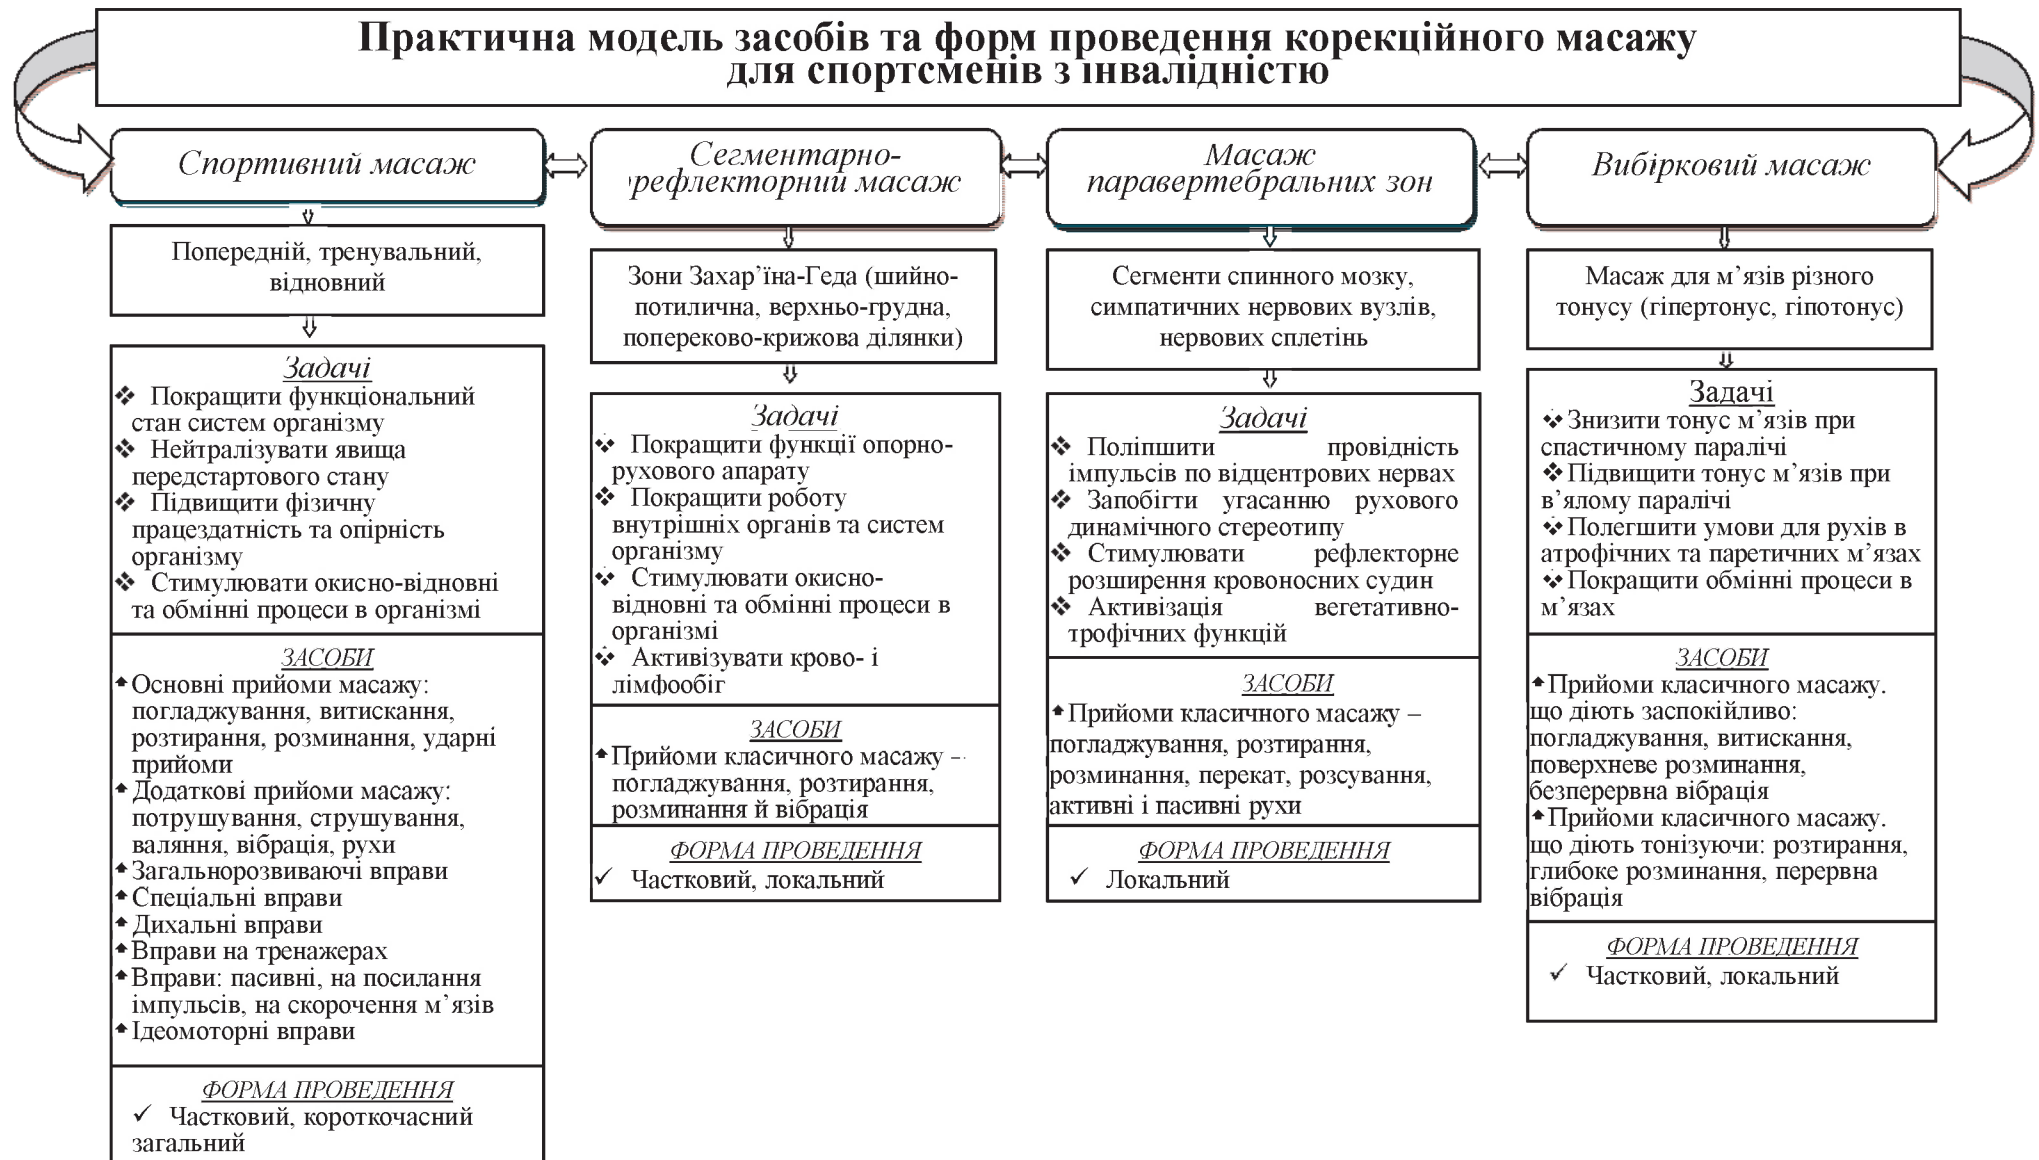 Практична модель засобів та форм проведення корекційного масажу
для спортсменів з інвалідністю
Спортивний масаж
Попередній, тренувальний,
відновний
Задачі
❖ Покращити функціональний
стан систем організму
❖ Нейтралізувати явища
передстартового стану
❖ Підвищити фізичну
працездатність та опірність
організму
❖ Стимулювати окисно-відновні
та обмінні процеси в організмі
ЗАСОБИ
Основні прийоми масажу:
погладжування, витискання,
розтирання, розминання, ударні
прийоми
Додаткові прийоми масажу:
потрушування, струшування,
валяння, вібрація, рухи
Загальнорозвиваючі вправи
Спеціальні вправи
Дихальні вправи
Вправи на тренажерах
Вправи: пасивні, на посилання
імпульсів, на скорочення м’язів
Ідеомоторні вправи
ФОРМА ПРОВЕДЕННЯ
✓ Частковий, короткочасний
загальний
Сегментарно-
рефлекторний масаж
Зони Захар’їна-Геда (шийно-
потилична, верхньо-грудна,
попереково-крижова ділянки)
Задачі
❖ Покращити функції опорно-
рухового апарату
❖ Покращити роботу
внутрішніх органів та систем
організму
❖ Стимулювати окисно-
відновні та обмінні процеси в
організмі
❖ Активізувати крово- і
лімфообіг
ЗАСОБИ
Прийоми класичного масажу –
погладжування, розтирання,
розминання й вібрація
ФОРМА ПРОВЕДЕННЯ
✓ Частковий, локальний
Масаж
паравертебральних зон
Сегменти спинного мозку,
симпатичних нервових вузлів,
нервових сплетінь
Задачі
❖ Поліпшити провідність
імпульсів по відцентрових нервах
❖ Запобігти угасанню рухового
динамічного стереотипу
❖ Стимулювати рефлекторне
розширення кровоносних судин
❖ Активізація вегетативно-
трофічних функцій
ЗАСОБИ
Прийоми класичного масажу –
погладжування, розтирання,
розминання, перекат, розсування,
активні і пасивні рухи
ФОРМА ПРОВЕДЕННЯ
✓ Локальний
Вибірковий масаж
Масаж для м’язів різного
тонусу (гіпертонус, гіпотонус)
Задачі
❖Знизити тонус м’язів при
спастичному паралічі
❖Підвищити тонус м’язів при
в’ялому паралічі
❖Полегшити умови для рухів в
атрофічних та паретичних м’язах
❖Покращити обмінні процеси в
м’язах
ЗАСОБИ
Прийоми класичного масажу.
що діють заспокійливо:
погладжування, витискання,
поверхневе розминання,
безперервна вібрація
Прийоми класичного масажу.
що діють тонізуючи: розтирання,
глибоке розминання, перервна
вібрація
ФОРМА ПРОВЕДЕННЯ
✓ Частковий, локальний